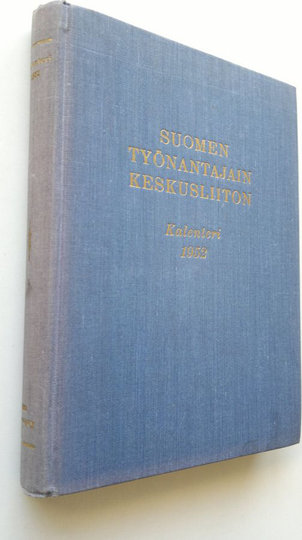 SUOMEN
TYÖNANTAJAIN
KESKUSLIITON
Kalenteri
1952